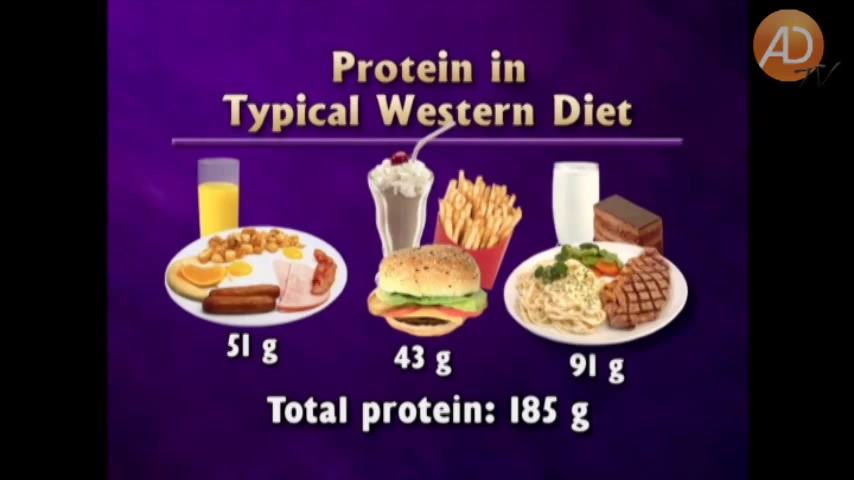 AD
TV
Protein in
Typical Western Diet
51 g
43 g
91 g
Total protein: 185 g